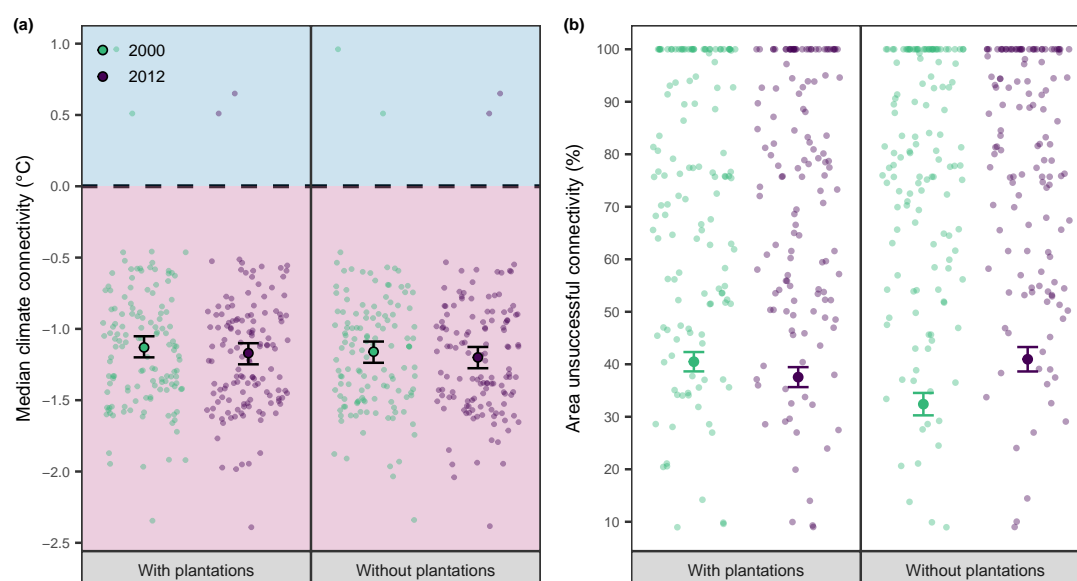 (a)
Median climate connectivity (°C)
1.0
0.5
0.0
−0.5
−1.0
−1.5
−2.0
−2.5
2000
2012
With plantations
Without plantations
(b)
Area unsuccessful connectivity (%)
100
90
80
70
60
50
40
30
20
10
With plantations
Without plantations